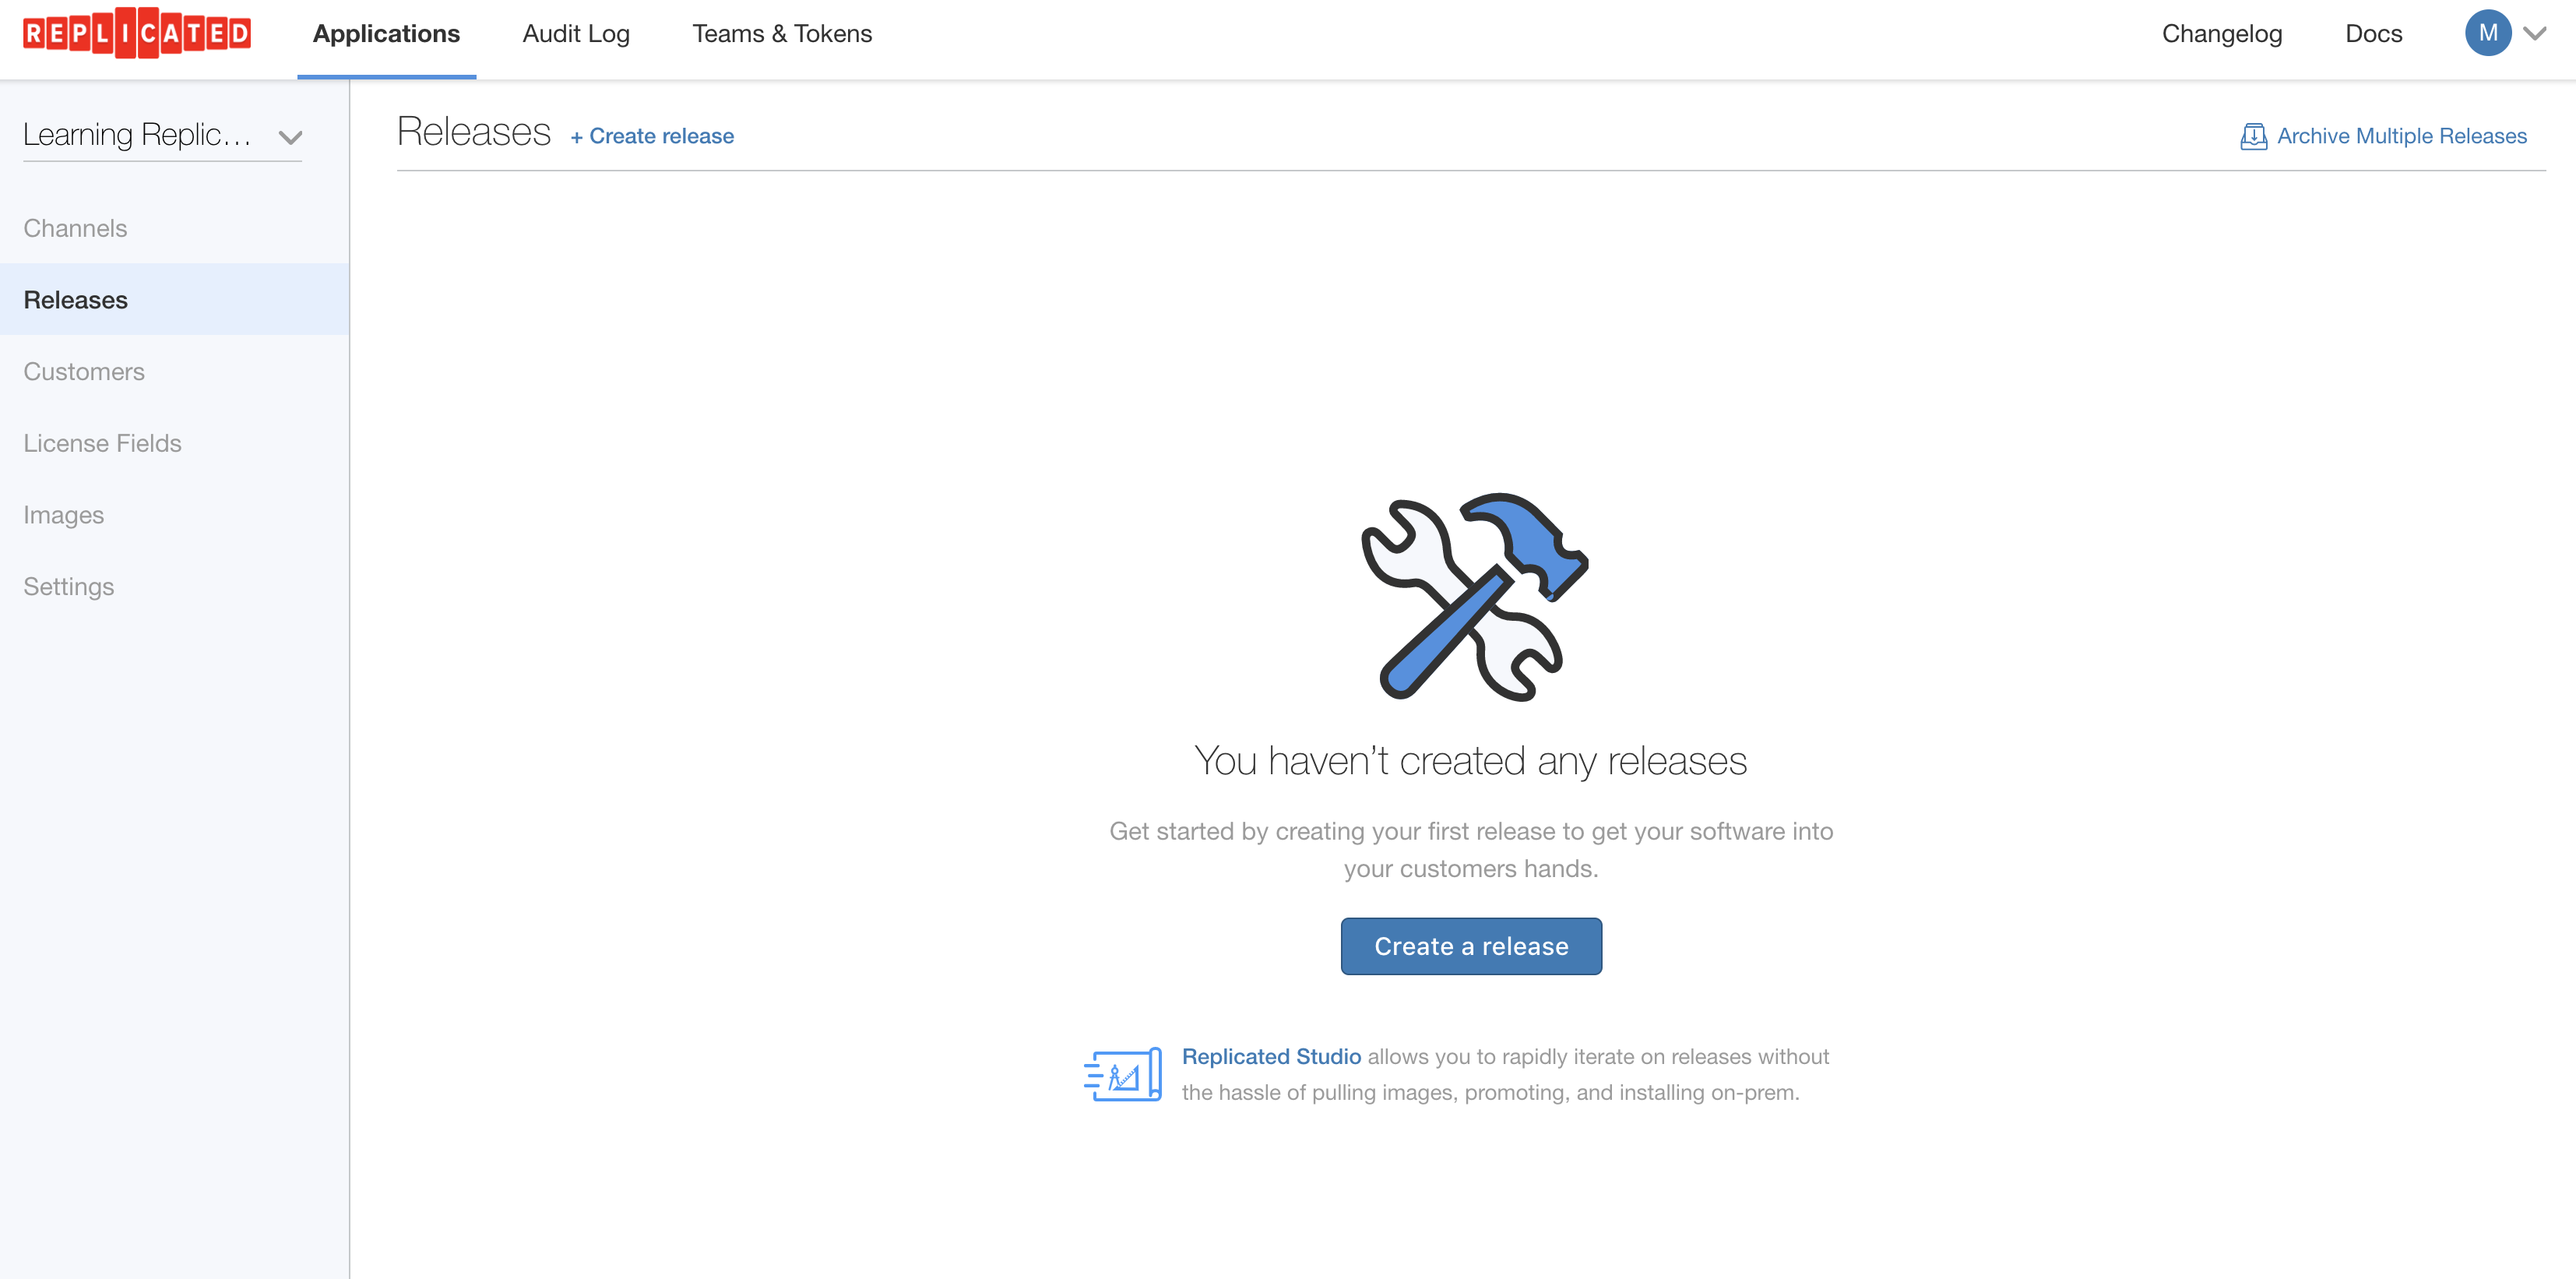 REPLICATED
Applications
Audit Log
Teams & Tokens
Changelog
Docs
M
Learning Replic...
Channels
Releases
Customers
License Fields
Images
Settings
Releases
+ Create release
Archive Multiple Releases
You haven’t created any releases
Get started by creating your first release to get your software into
your customers hands.
Create a release
Replicated Studio allows you to rapidly iterate on releases without
the hassle of pulling images, promoting, and installing on-prem.